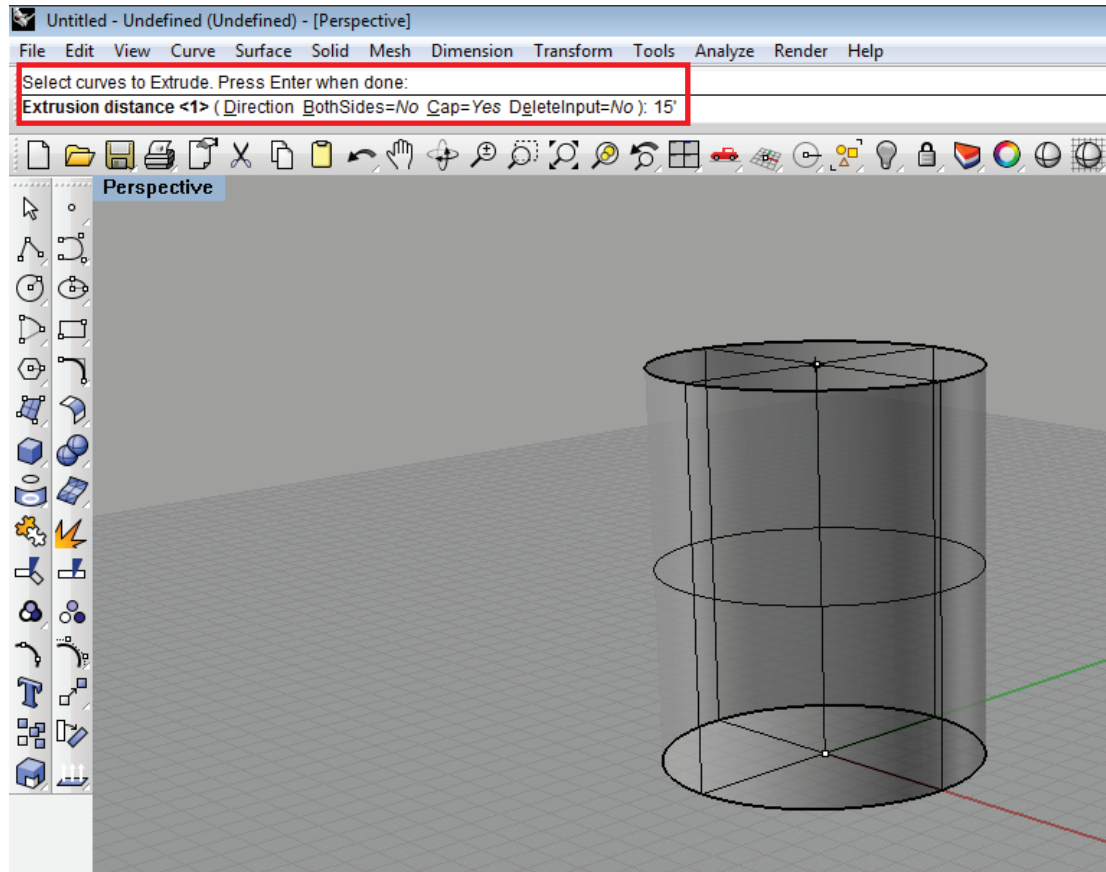 Untitled - Undefined (Undefined) - [Perspective]
File Edit View Curve Surface Solid Mesh Dimension Transform Tools Analyze Render Help
Select curves to Extrude. Press Enter when done:
Extrusion distance <1> ( Direction BothSides=No Cap=Yes DeleteInput=No ): 15'
Perspective